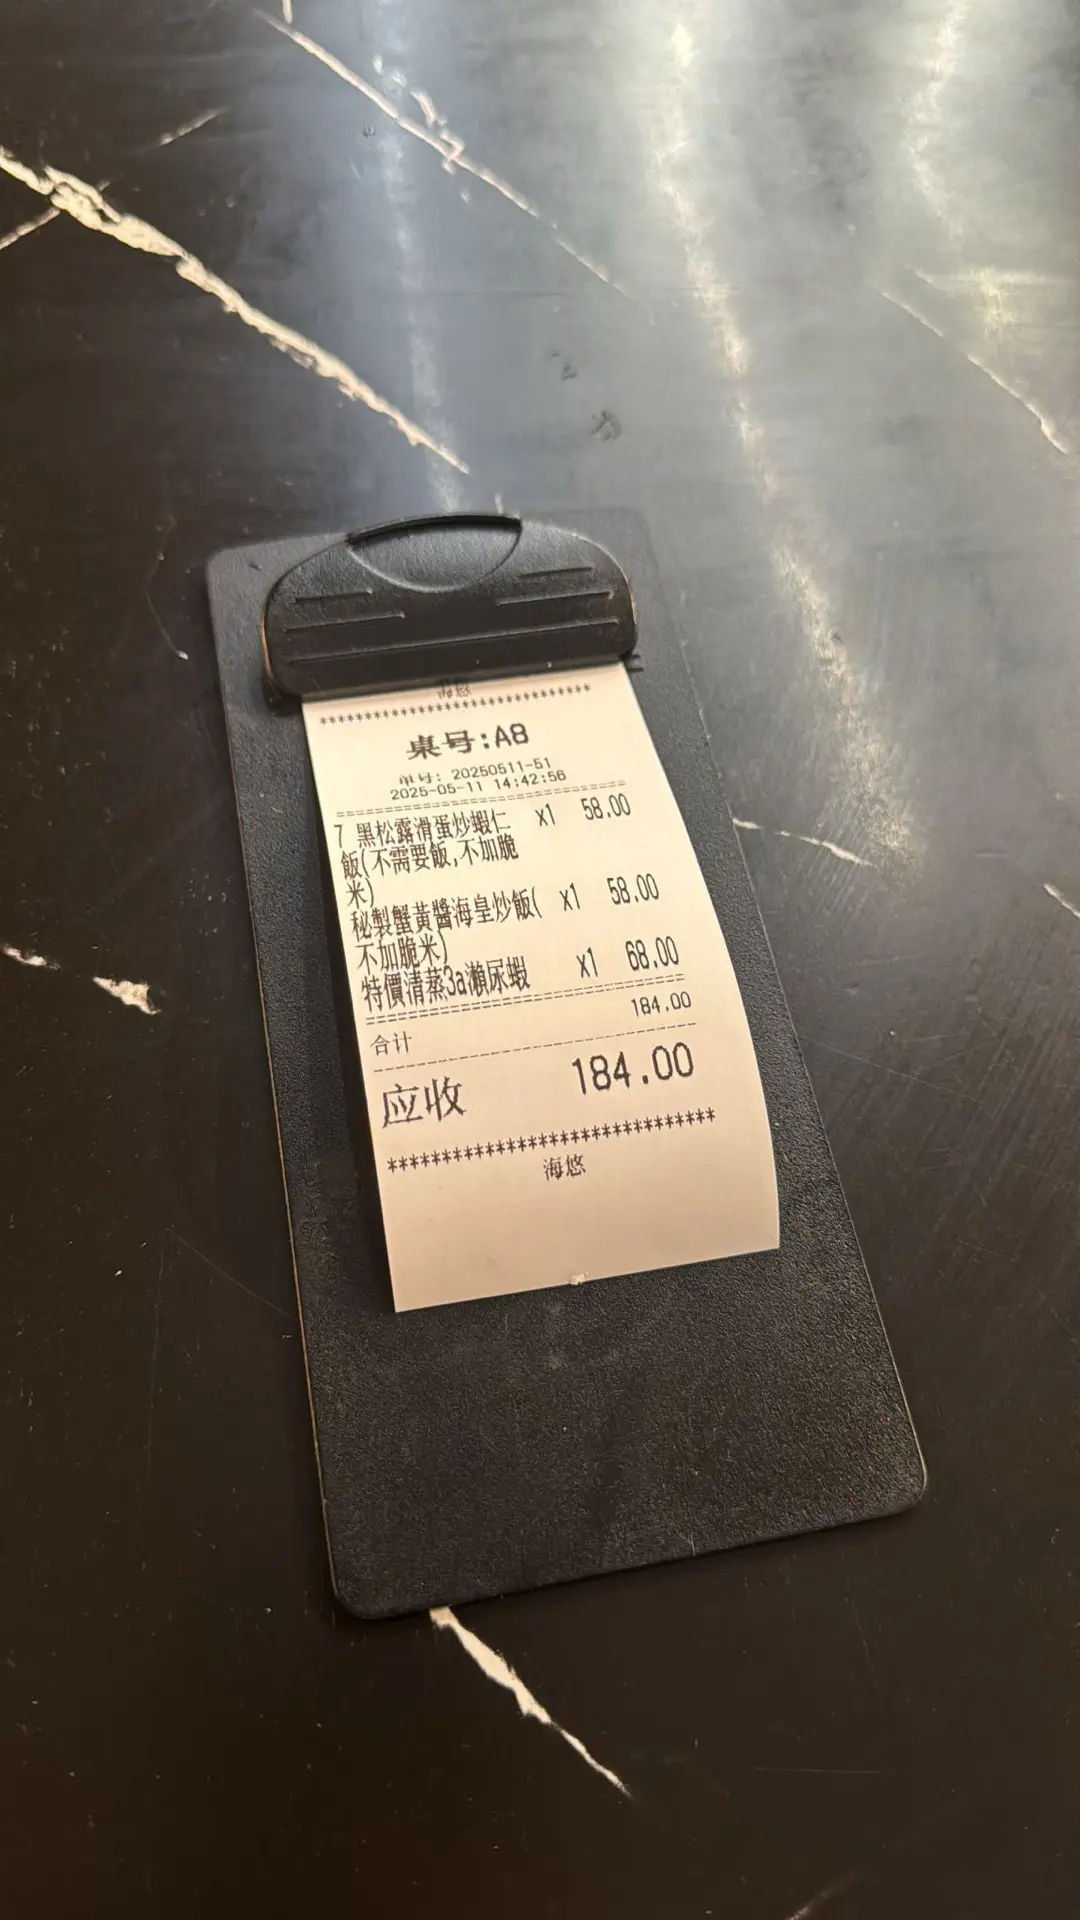 海悠
******************************
桌号:A8
单号: 20250511-51
2025-05-11 14:42:58
7 黑松露滑蛋炒蝦仁 x1 58.00
飯(不需要飯,不加脆
米)
秘製蟹黃醬海皇炒飯( x1 58.00
不加脆米)
特價清蒸3a瀨尿蝦 x1 68.00
184.00
合计
应收 184.00
******************************
海悠